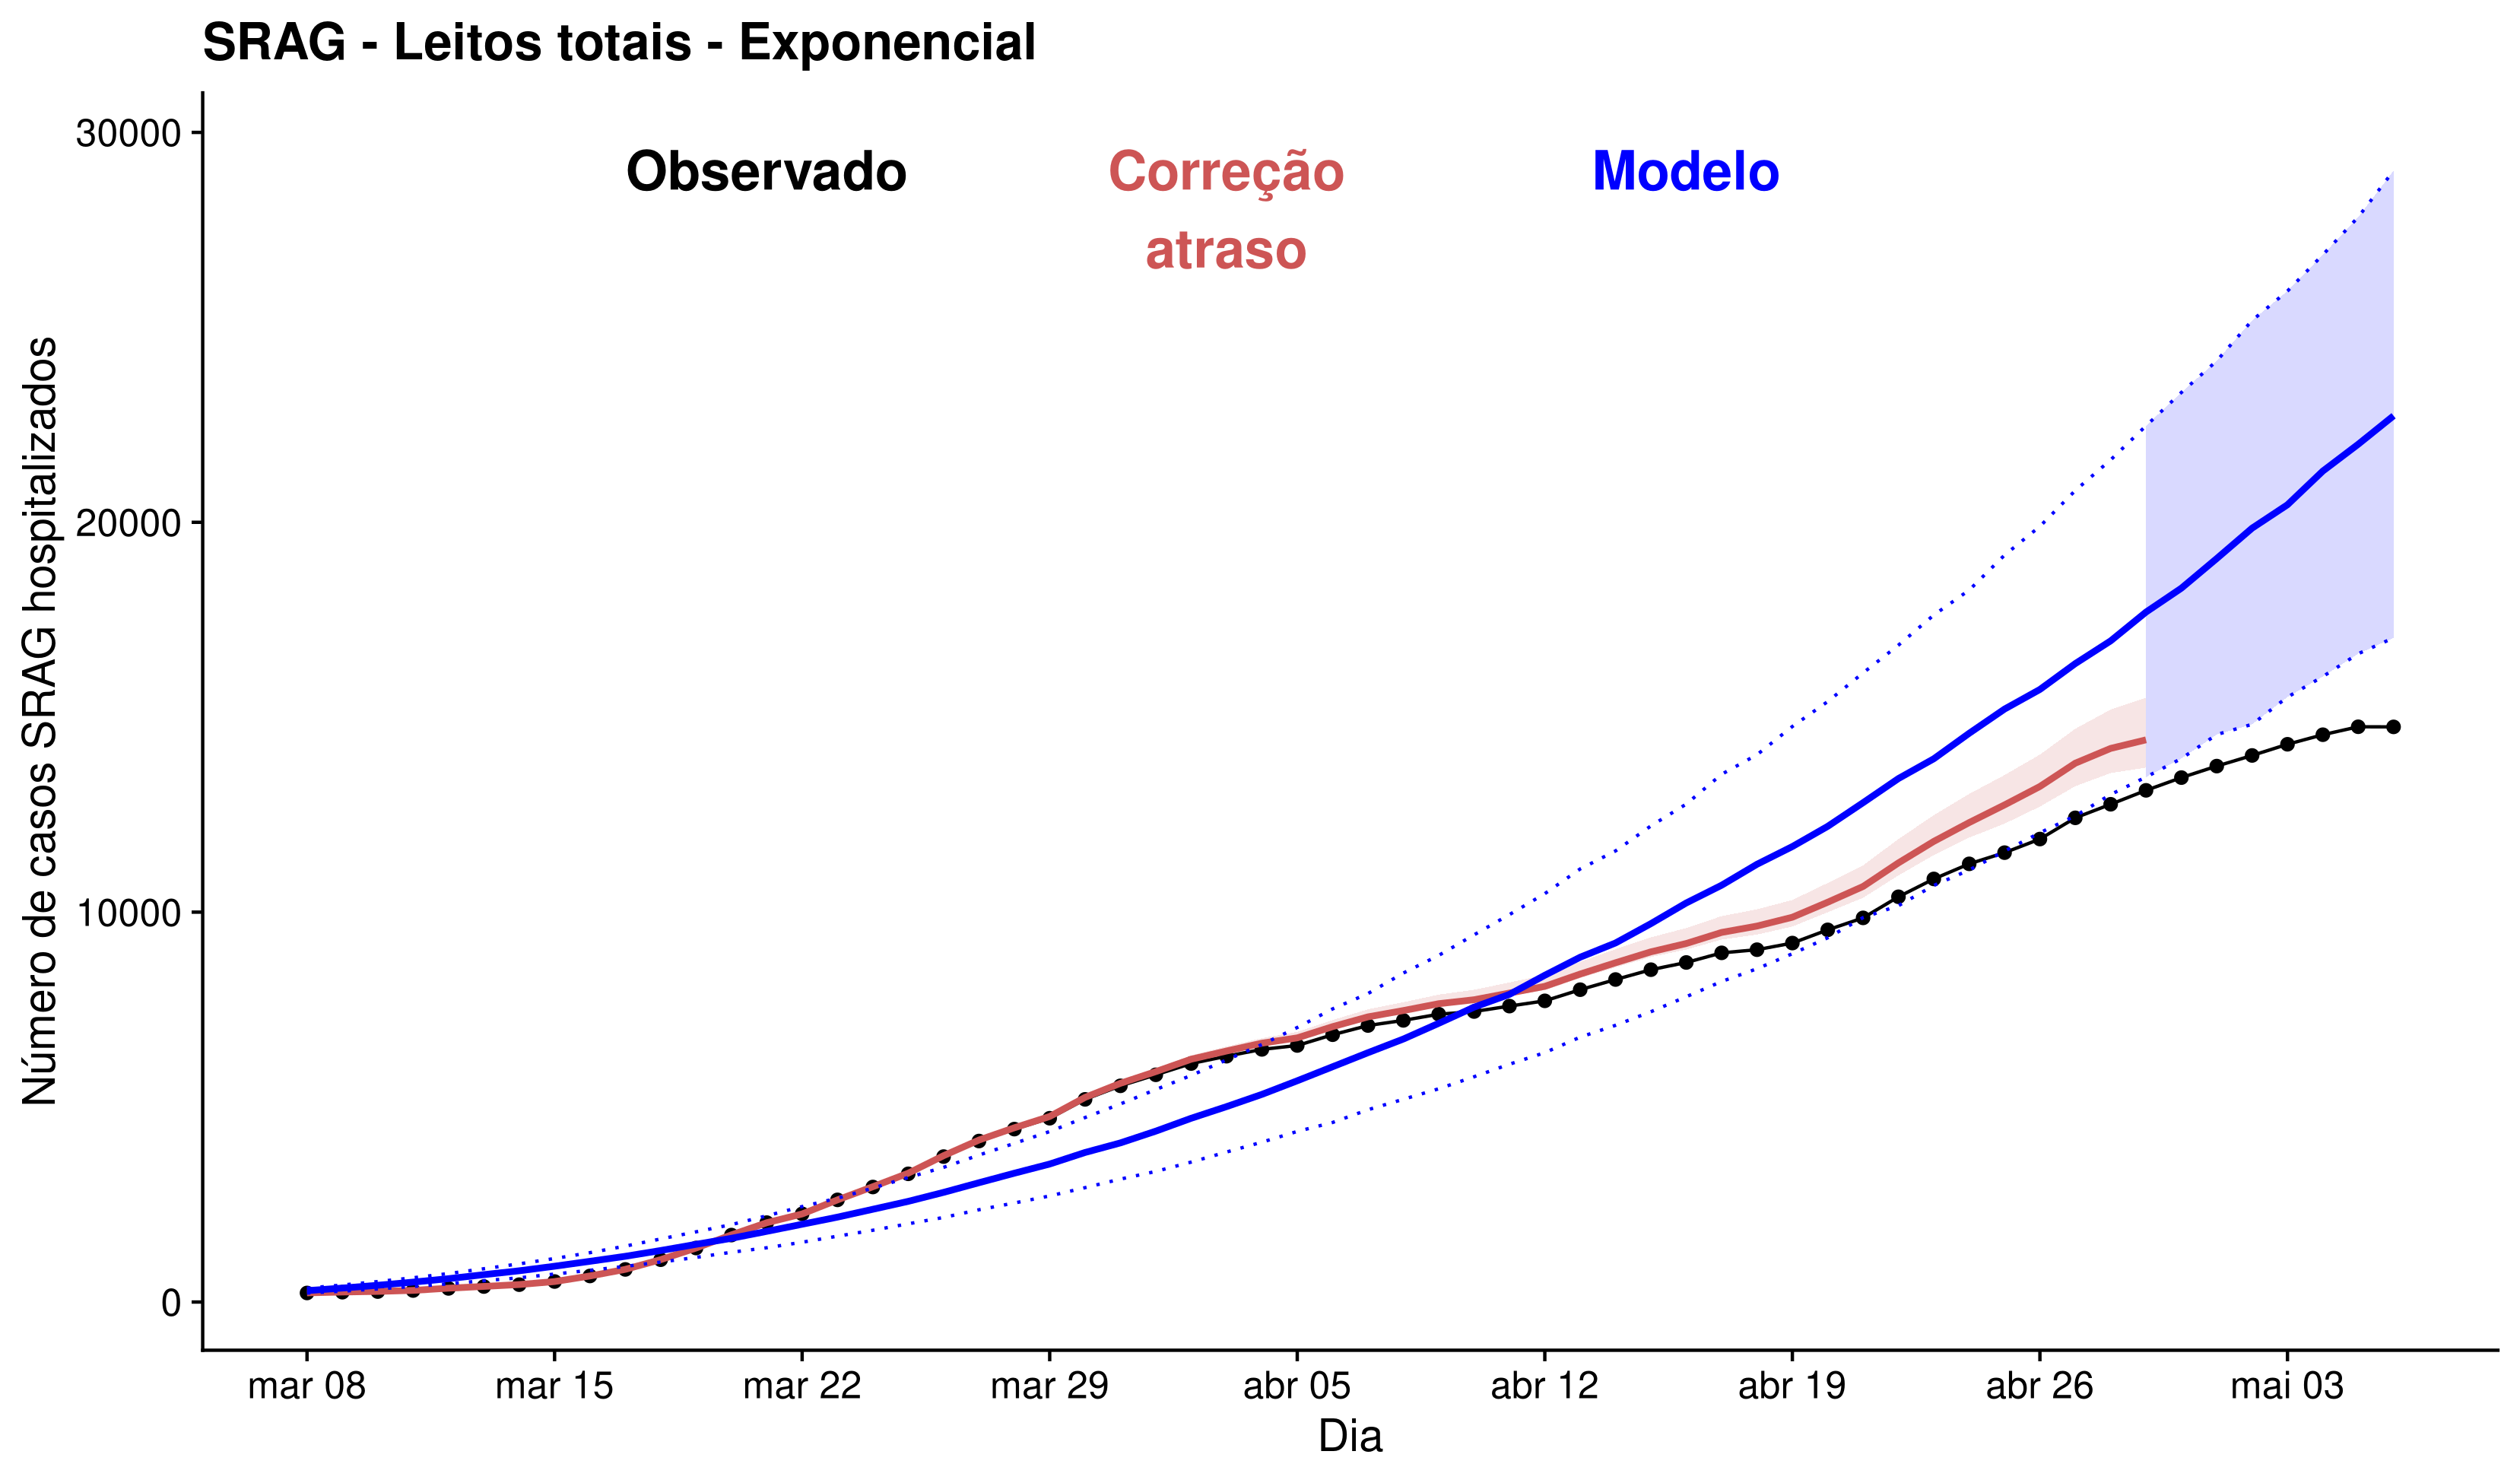 SRAG - Leitos totais - Exponencial
Observado
Correção
atraso
Modelo
Número de casos SRAG hospitalizados
30000
20000
10000
0
mar 08 mar 15 mar 22 mar 29 abr 05 abr 12 abr 19 abr 26 mai 03
Dia